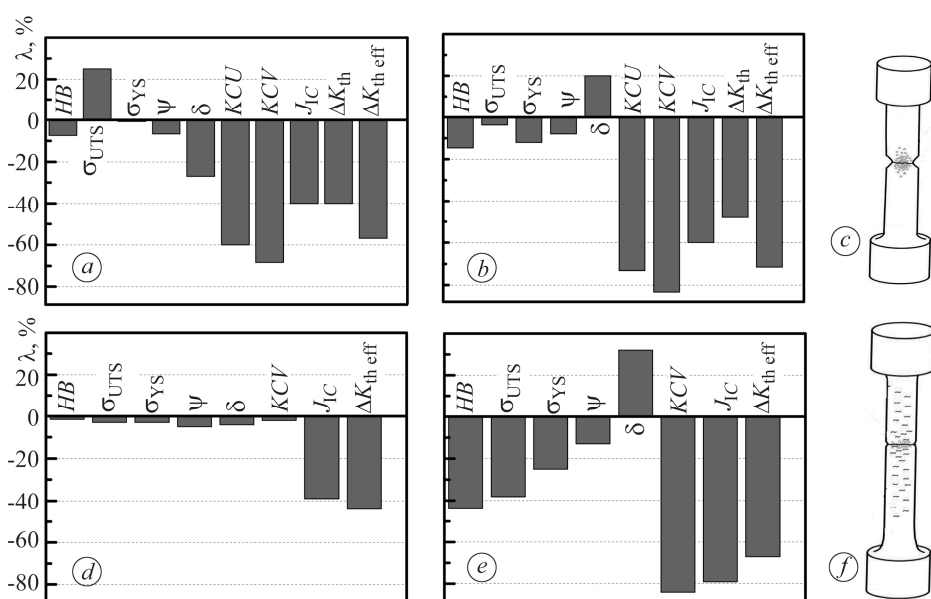 λ, %
20
0
-20
-40
-60
-80
HB
σUTS
σYS
ψ
δ
KCU
KCV
JIC
ΔKth
ΔKth eff
a
HB
σUTS
σYS
ψ
δ
KCU
KCV
JIC
ΔKth
ΔKth eff
b
c
λ, %
20
0
-20
-40
-60
-80
HB
σUTS
σYS
ψ
δ
KCV
JIC
ΔKth eff
d
HB
σUTS
σYS
ψ
δ
KCV
JIC
ΔKth eff
e
f